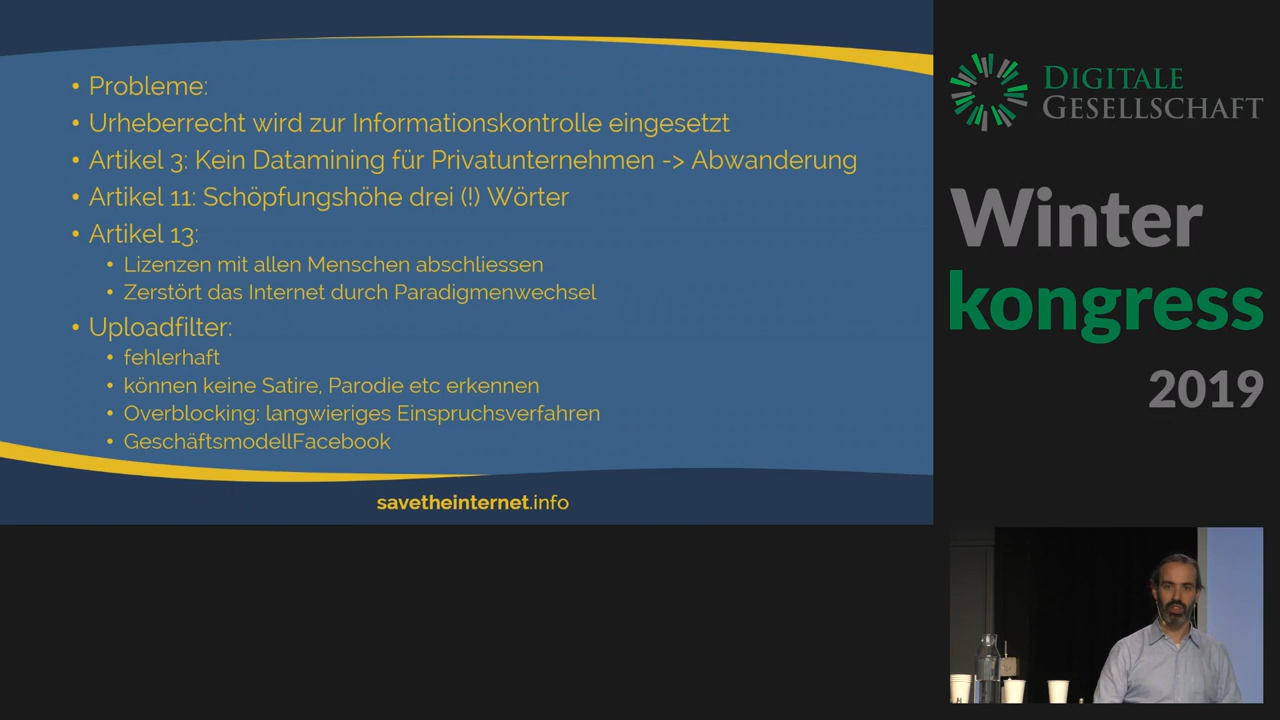 • Probleme:
• Urheberrecht wird zur Informationskontrolle eingesetzt
• Artikel 3: Kein Datamining für Privatunternehmen -> Abwanderung
• Artikel 11: Schöpfungshöhe drei (!) Wörter
• Artikel 13:
• Lizenzen mit allen Menschen abschliessen
• Zerstört das Internet durch Paradigmenwechsel
• Uploadfilter:
• fehlerhaft
• können keine Satire, Parodie etc erkennen
• Overblocking: langwieriges Einspruchsverfahren
• GeschäftsmodellFacebook
savetheinternet.info
DIGITALE
GESELLSCHAFT
Winter
kongress
2019